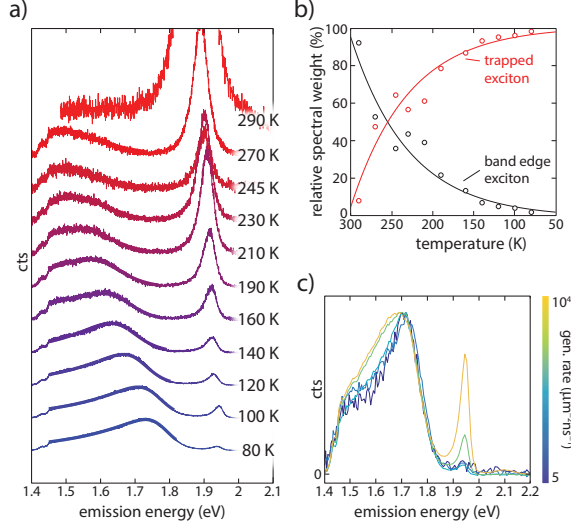 a)
290 K
270 K
245 K
230 K
210 K
190 K
160 K
140 K
120 K
100 K
80 K
cts
1.4 1.5 1.6 1.7 1.8 1.9 2 2.1
emission energy (eV)
b)
relative spectral weight (%)
100
80
60
40
20
0
trapped
exciton
band edge
exciton
300 250 200 150 100 50
temperature (K)
c)
cts
0
1.4 1.5 1.6 1.7 1.8 1.9 2 2.1 2.2
emission energy (eV)
10⁴
gen. rate (µm⁻²ns⁻¹)
5